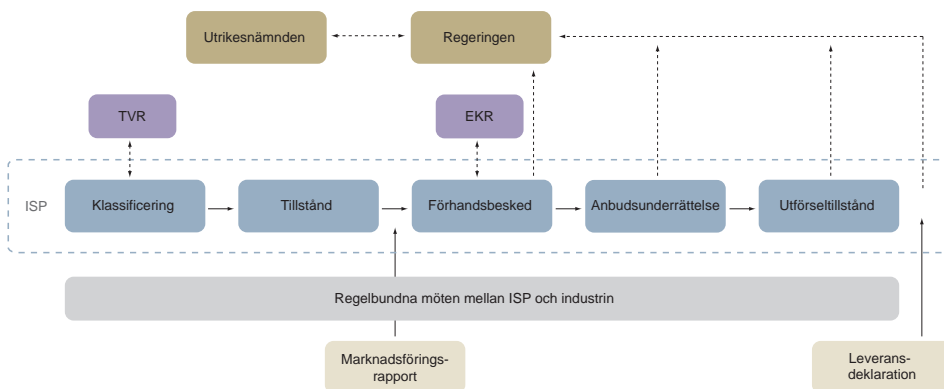 Utrikesnämnden
Regeringen
TVR
EKR
ISP
Klassificering
Tillstånd
Förhandsbesked
Anbudsunderrättelse
Utförseltillstånd
Regelbundna möten mellan ISP och industrin
Marknadsförings-
rapport
Leverans-
deklaration